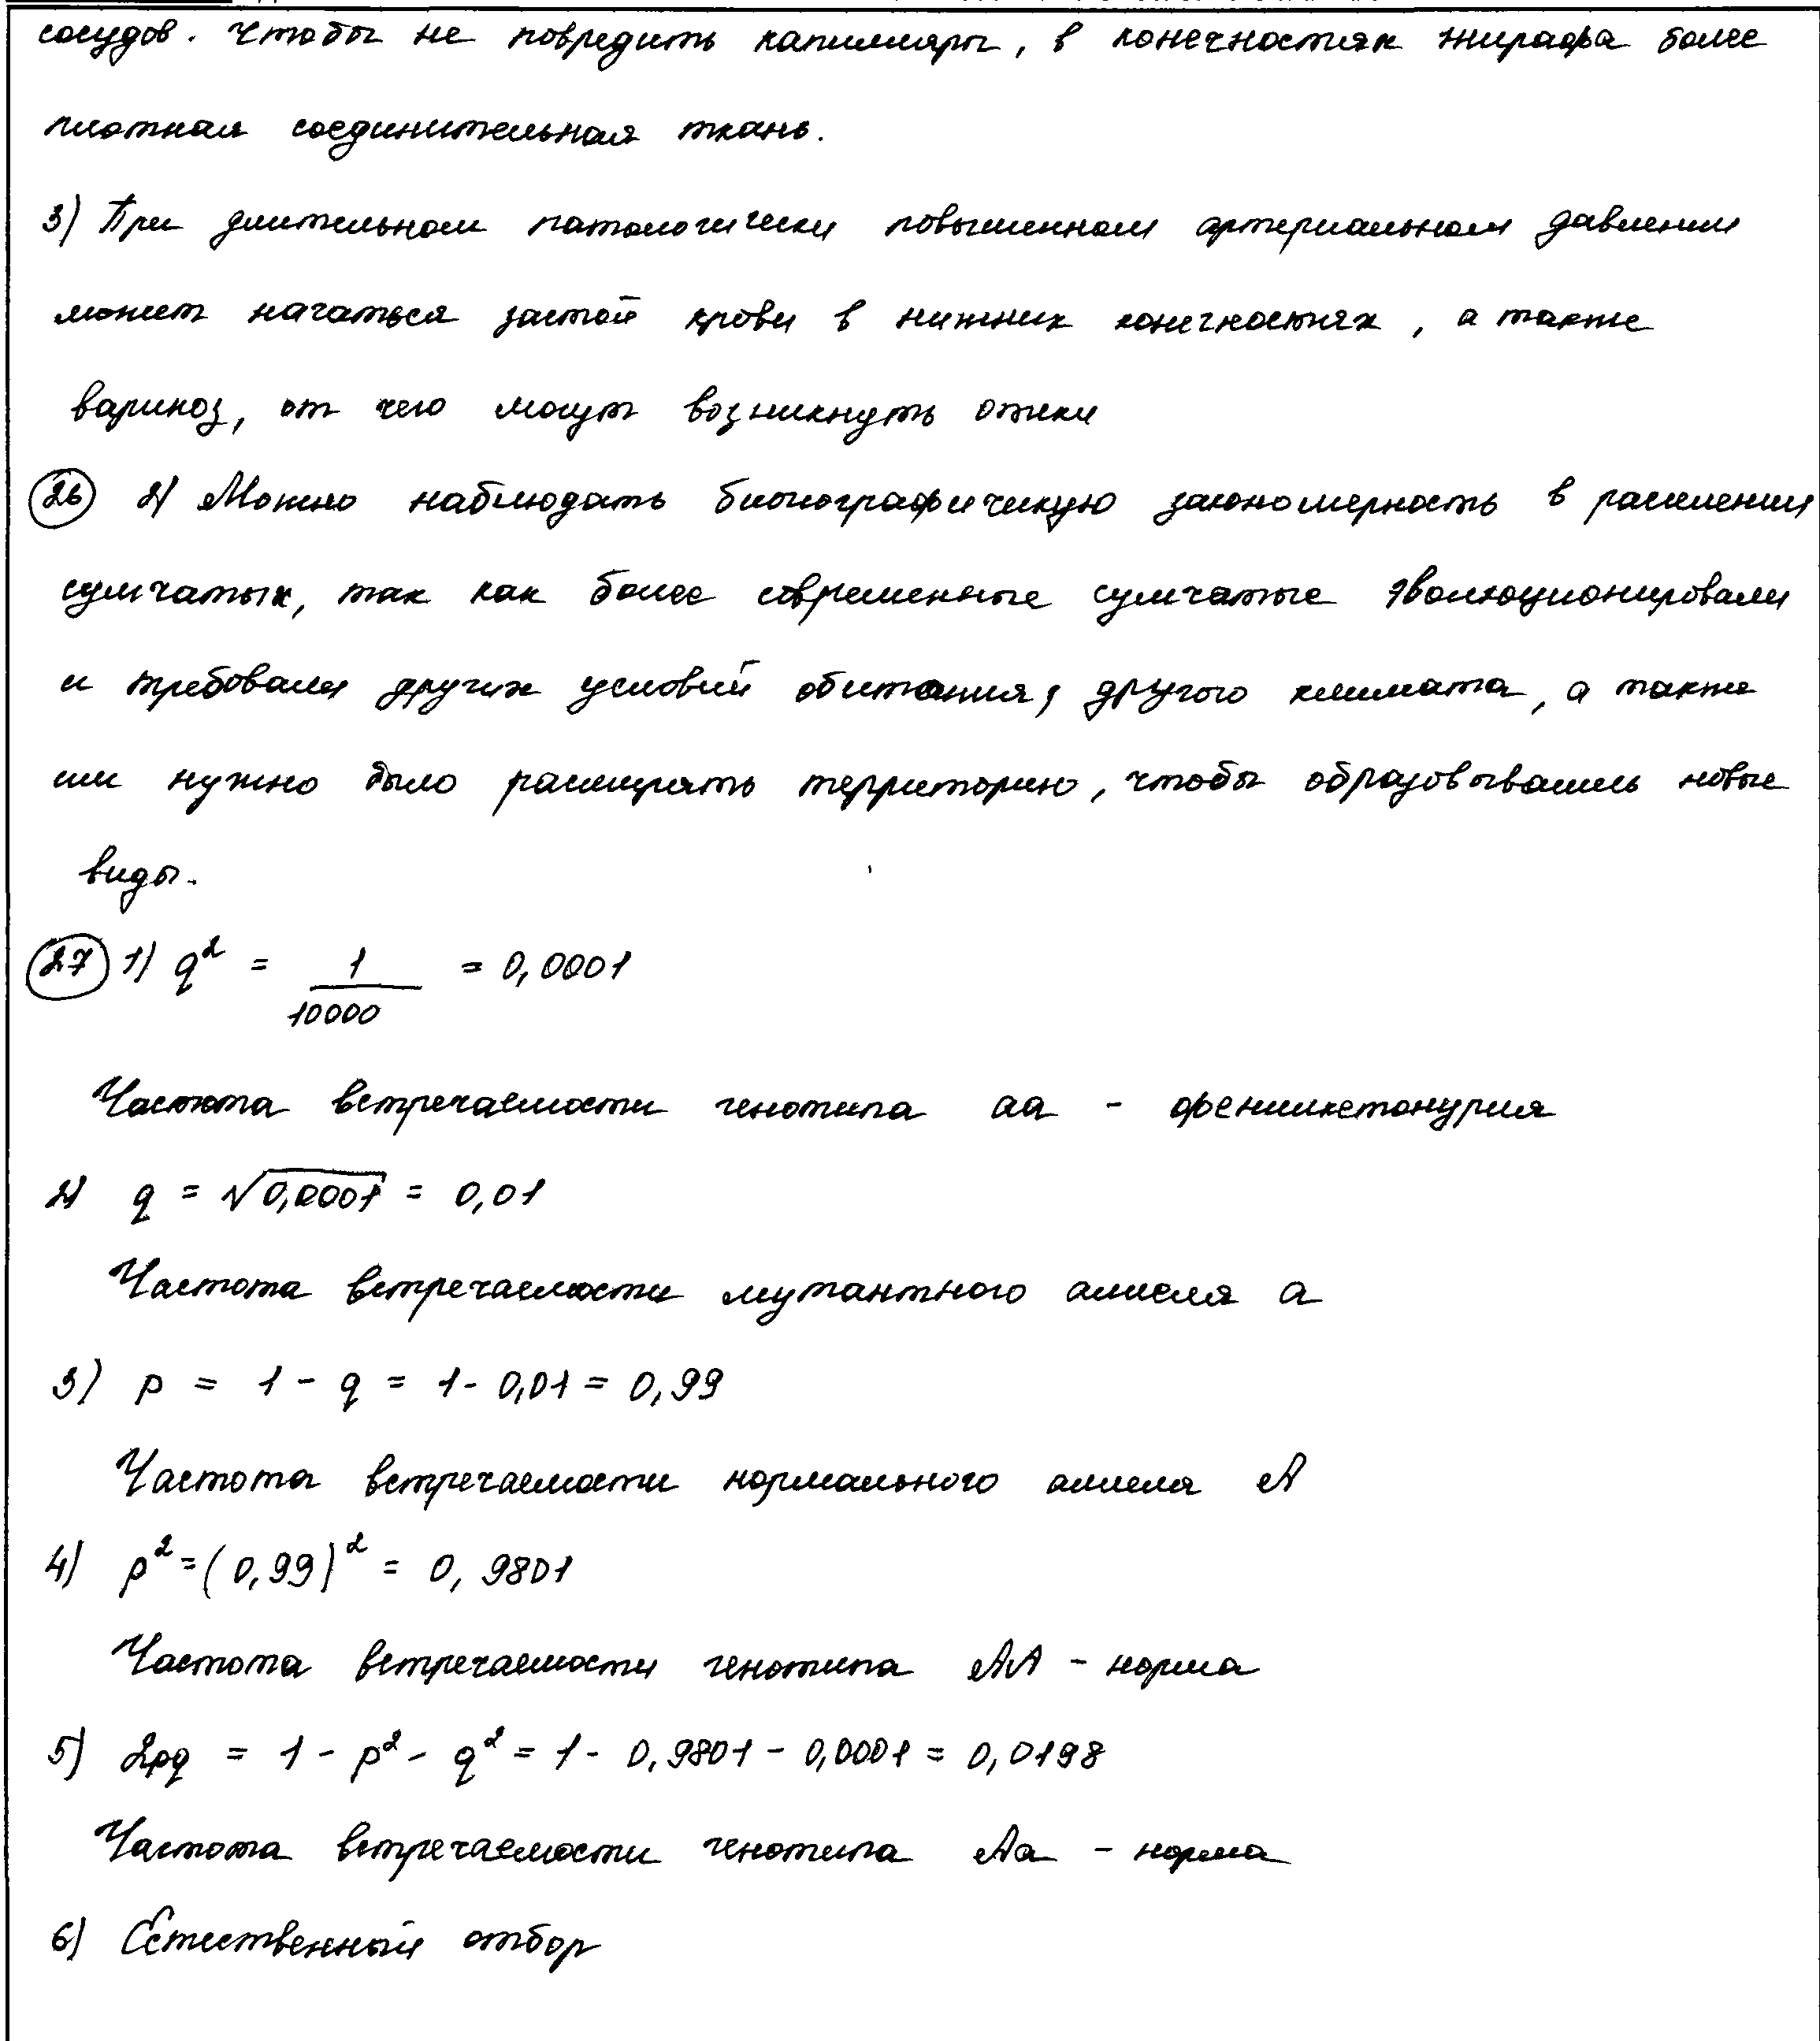 сосудов. Чтобы не повредить капилляры, в конечностях жирафа более
плотная соединительная ткань.
3) При длительном патологически повышенном артериальном давлении
может начаться застой крови в нижних конечностях, а также
варикоз, от чего могут возникнуть отеки
26 2) Можно наблюдать биогеографическую закономерность в расселении
сумчатых, так как более современные сумчатые эволюционировали
и требовали других условий обитания, другого климата, а также
им нужно было расширять территорию, чтобы образовывались новые
виды.
27 1) q² = 1/10000 = 0,0001
Частота встречаемости генотипа аа - фенилкетонурия
2) q = √0,0001 = 0,01
Частота встречаемости мутантного аллеля а
3) p = 1 - q = 1 - 0,01 = 0,99
Частота встречаемости нормального аллеля А
4) p² = (0,99)² = 0,9801
Частота встречаемости генотипа АА - норма
5) 2pq = 1 - p² - q² = 1 - 0,9801 - 0,0001 = 0,0198
Частота встречаемости генотипа Аа - норма
6) Естественный отбор